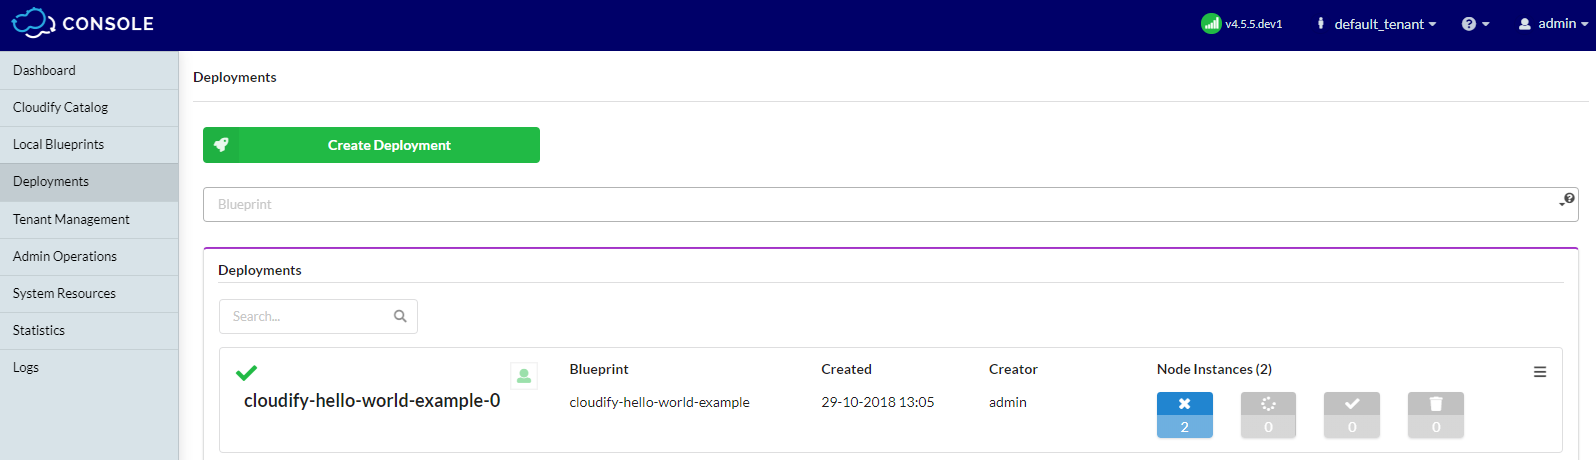 CONSOLE
v4.5.5.dev1
default_tenant
admin
Dashboard
Cloudify Catalog
Local Blueprints
Deployments
Tenant Management
Admin Operations
System Resources
Statistics
Logs
Deployments
Create Deployment
Blueprint
Deployments
Search...
cloudify-hello-world-example-0
Blueprint
cloudify-hello-world-example
Created
29-10-2018 13:05
Creator
admin
Node Instances (2)
2
0
0
0